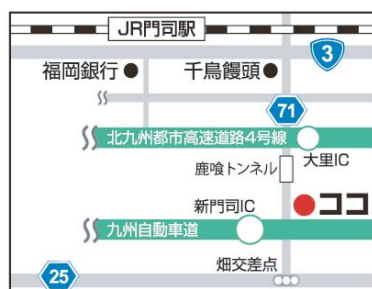 JR門司駅
3
福岡銀行
千鳥饅頭
71
北九州都市高速道路4号線
大里IC
鹿喰トンネル
ココ
新門司IC
九州自動車道
畑交差点
25